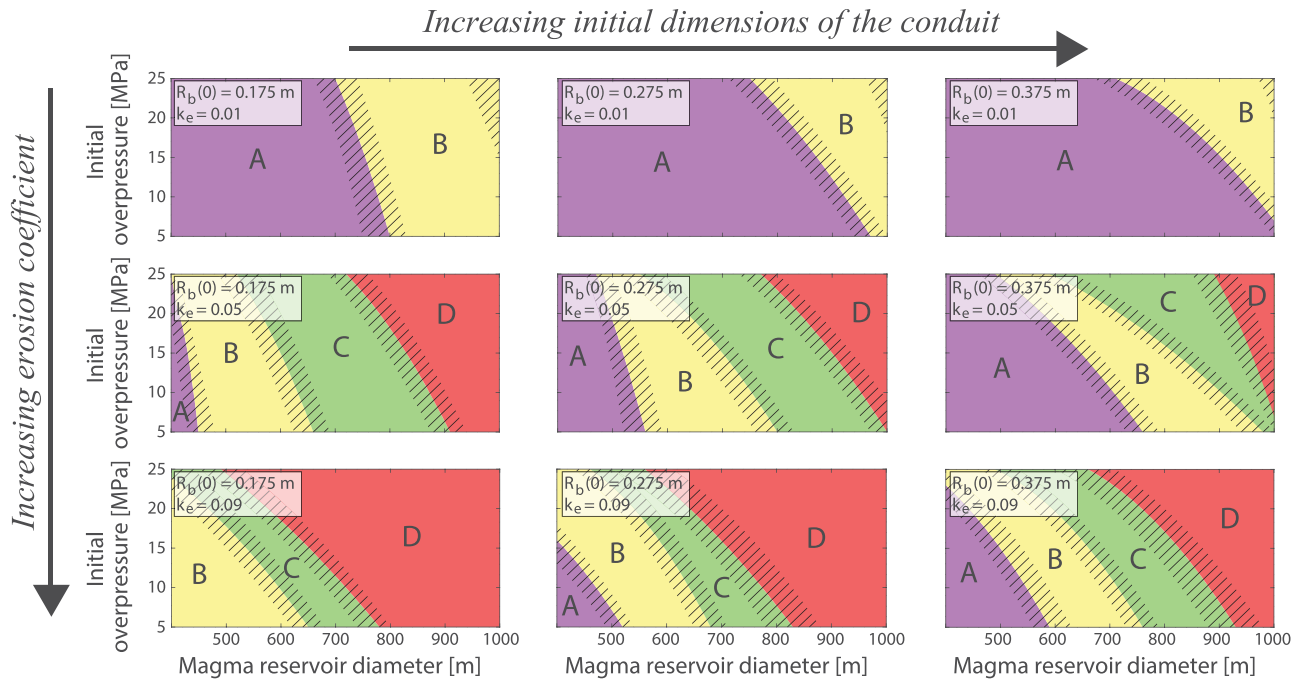 Increasing initial dimensions of the conduit
Increasing erosion coefficient
Initial
overpressure [MPa]
25
20
15
10
5
R_b(0) = 0.175 m
k_e = 0.01
A
B
R_b(0) = 0.275 m
k_e = 0.01
A
B
R_b(0) = 0.375 m
k_e = 0.01
A
B
Initial
overpressure [MPa]
25
20
15
10
5
R_b(0) = 0.175 m
k_e = 0.05
A
B
C
D
R_b(0) = 0.275 m
k_e = 0.05
A
B
C
D
R_b(0) = 0.375 m
k_e = 0.05
A
B
C
D
Initial
overpressure [MPa]
25
20
15
10
5
R_b(0) = 0.175 m
k_e = 0.09
B
C
D
R_b(0) = 0.275 m
k_e = 0.09
A
B
C
D
R_b(0) = 0.375 m
k_e = 0.09
A
B
C
D
500 600 700 800 900 1000
500 600 700 800 900 1000
500 600 700 800 900 1000
Magma reservoir diameter [m]
Magma reservoir diameter [m]
Magma reservoir diameter [m]